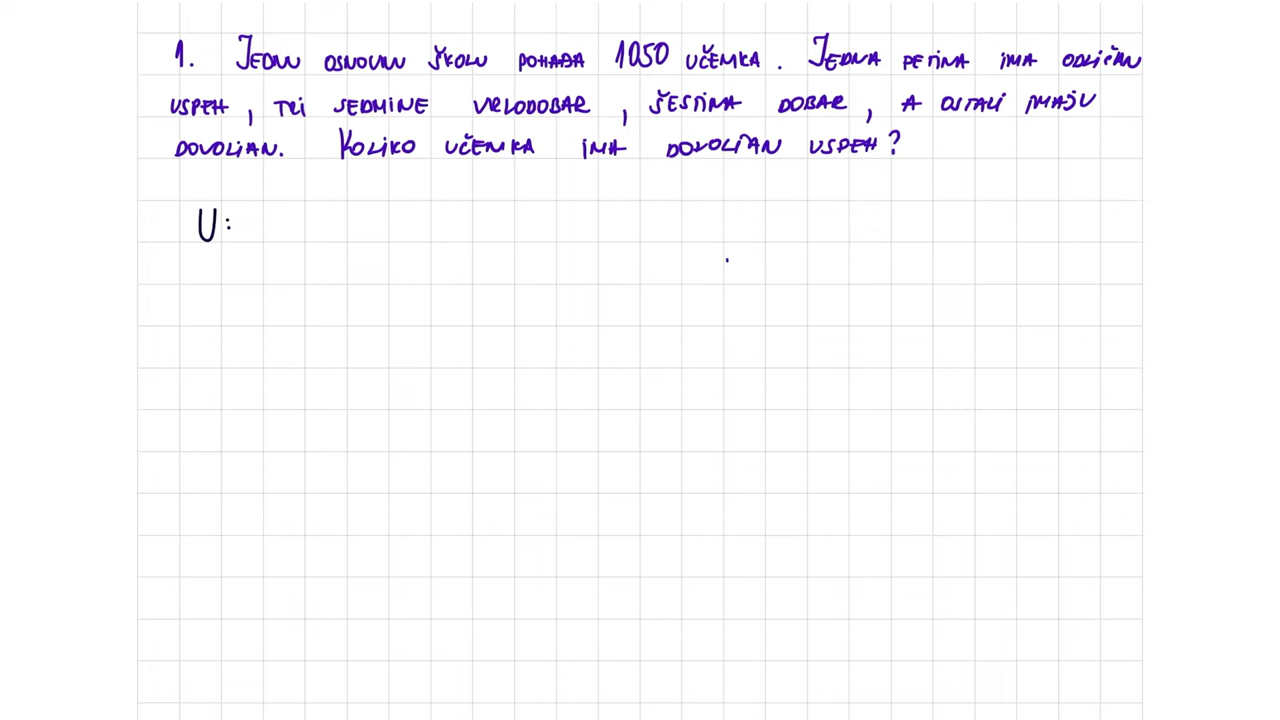 1. Jednu osnovnu školu pohađa 1050 učenika. Jedna petina ima odličan
uspeh, tri sedmine vrlodobar, šestina dobar, a ostali imaju
dovoljan. Koliko učenika ima dovoljan uspeh?
U: